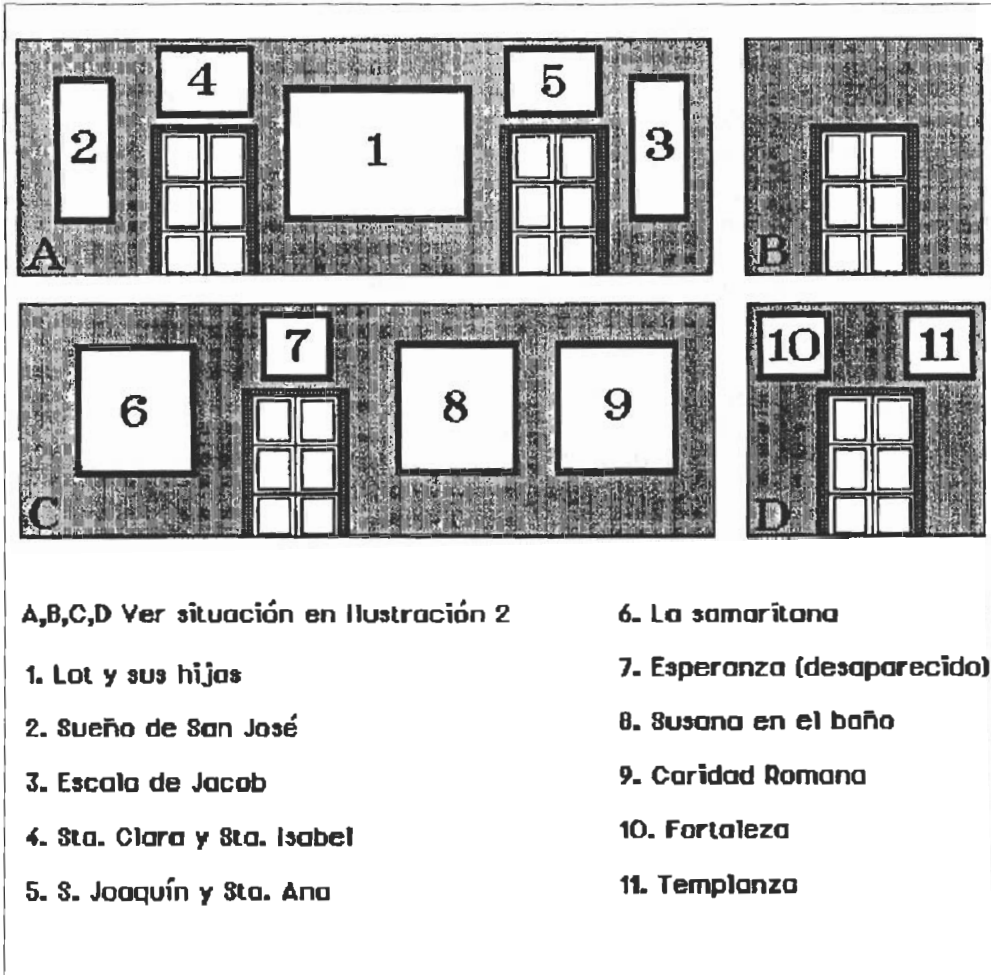 4 5
2 1 3
A B
7 10 11
6 8 9
C D
A,B,C,D Ver situación en Ilustración 2
1. Lot y sus hijas
2. Sueño de San José
3. Escala de Jacob
4. Sta. Clara y Sta. Isabel
5. S. Joaquín y Sta. Ana
6. La samaritana
7. Esperanza (desaparecido)
8. Susana en el baño
9. Caridad Romana
10. Fortaleza
11. Templanza